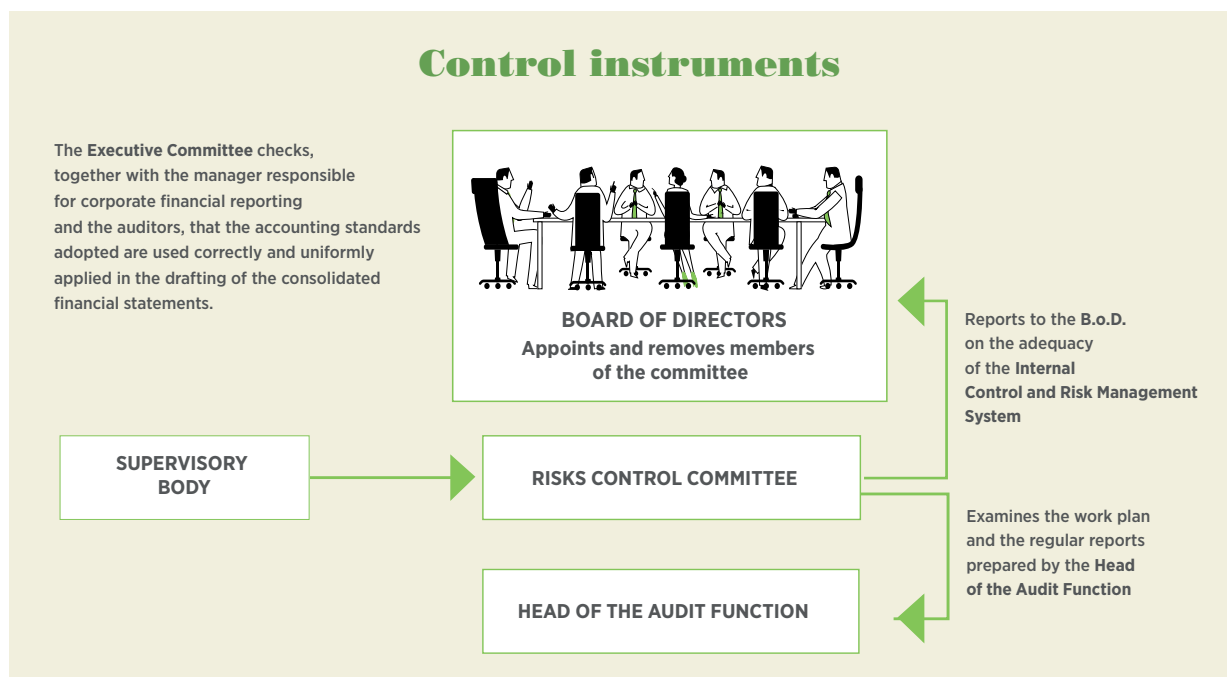 Control instruments
The Executive Committee checks,
together with the manager responsible
for corporate financial reporting
and the auditors, that the accounting standards
adopted are used correctly and uniformly
applied in the drafting of the consolidated
financial statements.
BOARD OF DIRECTORS
Appoints and removes members
of the committee
Reports to the B.o.D.
on the adequacy
of the Internal
Control and Risk Management
System
SUPERVISORY
BODY
RISKS CONTROL COMMITTEE
Examines the work plan
and the regular reports
prepared by the Head
of the Audit Function
HEAD OF THE AUDIT FUNCTION